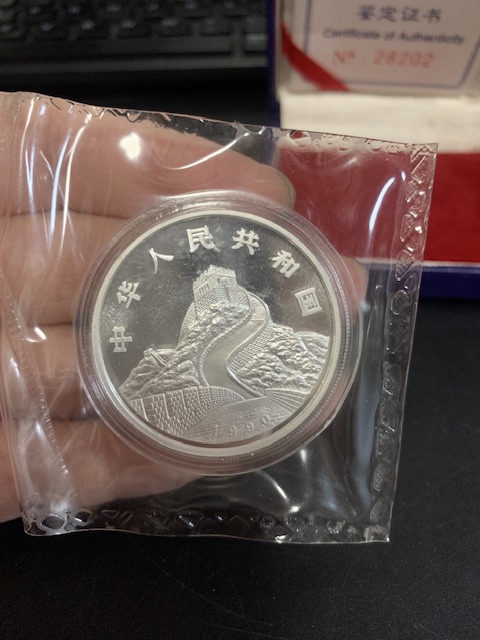 鉴定证书
Certificate of Authenticity
Nº 28202
中华人民共和国
1990